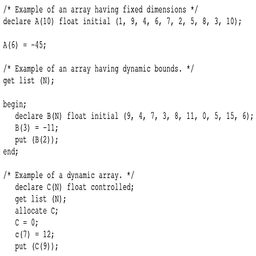 /* Example of an array having fixed dimensions */
declare A(10) float initial (1, 9, 4, 6, 7, 2, 5, 8, 3, 10);
A(6) = -45;
/* Example of an array having dynamic bounds. */
get list (N);
begin;
declare B(N) float initial (9, 4, 7, 3, 8, 11, 0, 5, 15, 6);
B(3) = -11;
put (B(2));
end;
/* Example of a dynamic array. */
declare C(N) float controlled;
get list (N);
allocate C;
C = 0;
c(7) = 12;
put (C(9));